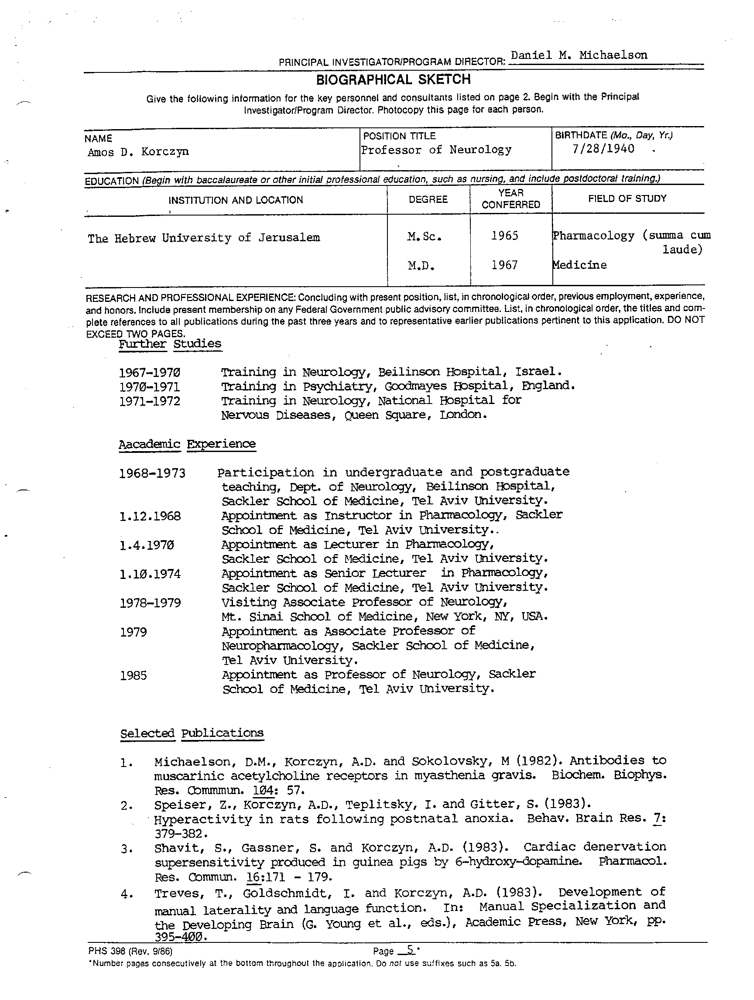 PRINCIPAL INVESTIGATOR/PROGRAM DIRECTOR: Daniel M. Michaelson
BIOGRAPHICAL SKETCH
Give the following information for the key personnel and consultants listed on page 2. Begin with the Principal
Investigator/Program Director. Photocopy this page for each person.
NAME POSITION TITLE BIRTHDATE (Mo., Day, Yr.)
Amos D. Korczyn Professor of Neurology 7/28/1940
EDUCATION (Begin with baccalaureate or other initial professional education, such as nursing, and include postdoctoral training.)
INSTITUTION AND LOCATION DEGREE YEAR CONFERRED FIELD OF STUDY
The Hebrew University of Jerusalem M.Sc. 1965 Pharmacology (summa cum
laude)
M.D. 1967 Medicine
RESEARCH AND PROFESSIONAL EXPERIENCE: Concluding with present position, list, in chronological order, previous employment, experience,
and honors. Include present membership on any Federal Government public advisory committee. List, in chronological order, the titles and com-
plete references to all publications during the past three years and to representative earlier publications pertinent to this application. DO NOT
EXCEED TWO PAGES.
Further Studies
1967-1970 Training in Neurology, Beilinson Hospital, Israel.
1970-1971 Training in Psychiatry, Goodmayes Hospital, England.
1971-1972 Training in Neurology, National Hospital for
Nervous Diseases, Queen Square, London.
Aacademic Experience
1968-1973 Participation in undergraduate and postgraduate
teaching, Dept. of Neurology, Beilinson Hospital,
Sackler School of Medicine, Tel Aviv University.
1.12.1968 Appointment as Instructor in Pharmacology, Sackler
School of Medicine, Tel Aviv University..
1.4.1970 Appointment as Lecturer in Pharmacology,
Sackler School of Medicine, Tel Aviv University.
1.10.1974 Appointment as Senior Lecturer in Pharmacology,
Sackler School of Medicine, Tel Aviv University.
1978-1979 Visiting Associate Professor of Neurology,
Mt. Sinai School of Medicine, New York, NY, USA.
1979 Appointment as Associate Professor of
Neuropharmacology, Sackler School of Medicine,
Tel Aviv University.
1985 Appointment as Professor of Neurology, Sackler
School of Medicine, Tel Aviv University.
Selected Publications
1. Michaelson, D.M., Korczyn, A.D. and Sokolovsky, M (1982). Antibodies to
muscarinic acetylcholine receptors in myasthenia gravis. Biochem. Biophys.
Res. Commmun. 104: 57.
2. Speiser, Z., Korczyn, A.D., Teplitsky, I. and Gitter, S. (1983).
Hyperactivity in rats following postnatal anoxia. Behav. Brain Res. 7:
379-382.
3. Shavit, S., Gassner, S. and Korczyn, A.D. (1983). Cardiac denervation
supersensitivity produced in guinea pigs by 6-hydroxy-dopamine. Pharmacol.
Res. Commun. 16:171 - 179.
4. Treves, T., Goldschmidt, I. and Korczyn, A.D. (1983). Development of
manual laterality and language function. In: Manual Specialization and
the Developing Brain (G. Young et al., eds.), Academic Press, New York, pp.
395-400.
PHS 398 (Rev. 9/86) Page 5*
*Number pages consecutively at the bottom throughout the application. Do not use suffixes such as 5a, 5b.